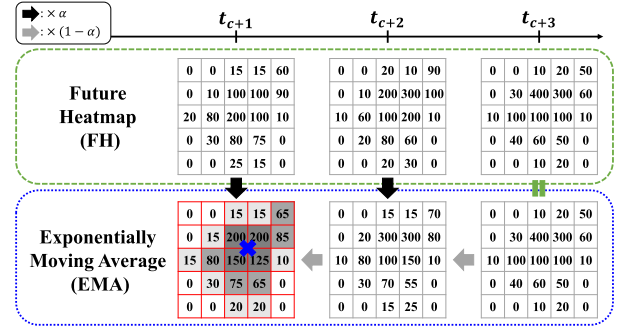 : × α
: × (1 − α)
t_{c+1} t_{c+2} t_{c+3}
Future
Heatmap
(FH)
0 0 15 15 60
0 10 100 100 90
20 80 200 100 10
0 30 80 75 0
0 0 25 15 0
0 0 20 10 90
0 10 200 300 100
10 60 100 200 10
0 20 80 60 0
0 0 20 30 0
0 0 10 20 50
0 30 400 300 60
10 100 100 100 10
0 40 60 50 0
0 0 10 20 0
Exponentially
Moving Average
(EMA)
0 0 15 15 65
0 15 200 200 85
15 80 150 125 10
0 30 75 65 0
0 0 20 20 0
0 0 15 15 70
0 20 300 300 80
10 80 100 150 10
0 30 70 55 0
0 0 15 25 0
0 0 10 20 50
0 30 400 300 60
10 100 100 100 10
0 40 60 50 0
0 0 10 20 0